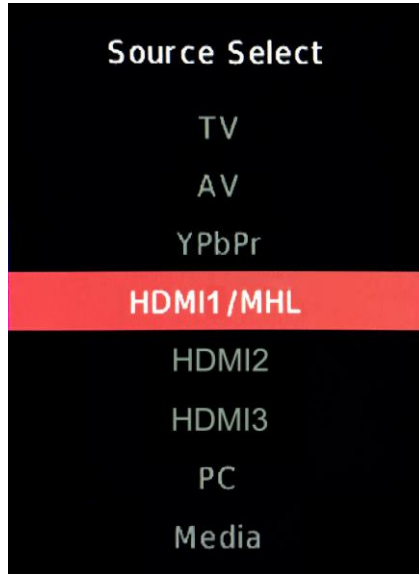 Source Select
TV
AV
YPbPr
HDMI1/MHL
HDMI2
HDMI3
PC
Media